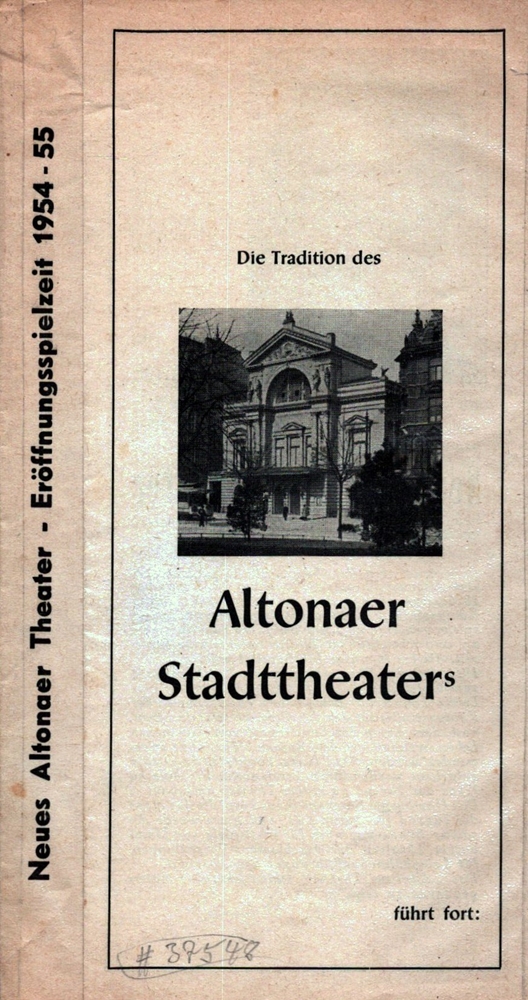 Neues Altonaer Theater - Eröffnungsspielzeit 1954-55
Die Tradition des
Altonaer
Stadttheaters
führt fort:
# 37548